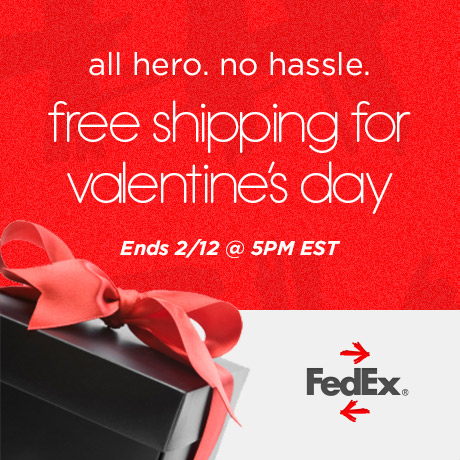 all hero. no hassle.
free shipping for
valentine's day
Ends 2/12 @ 5PM EST
FedEx®